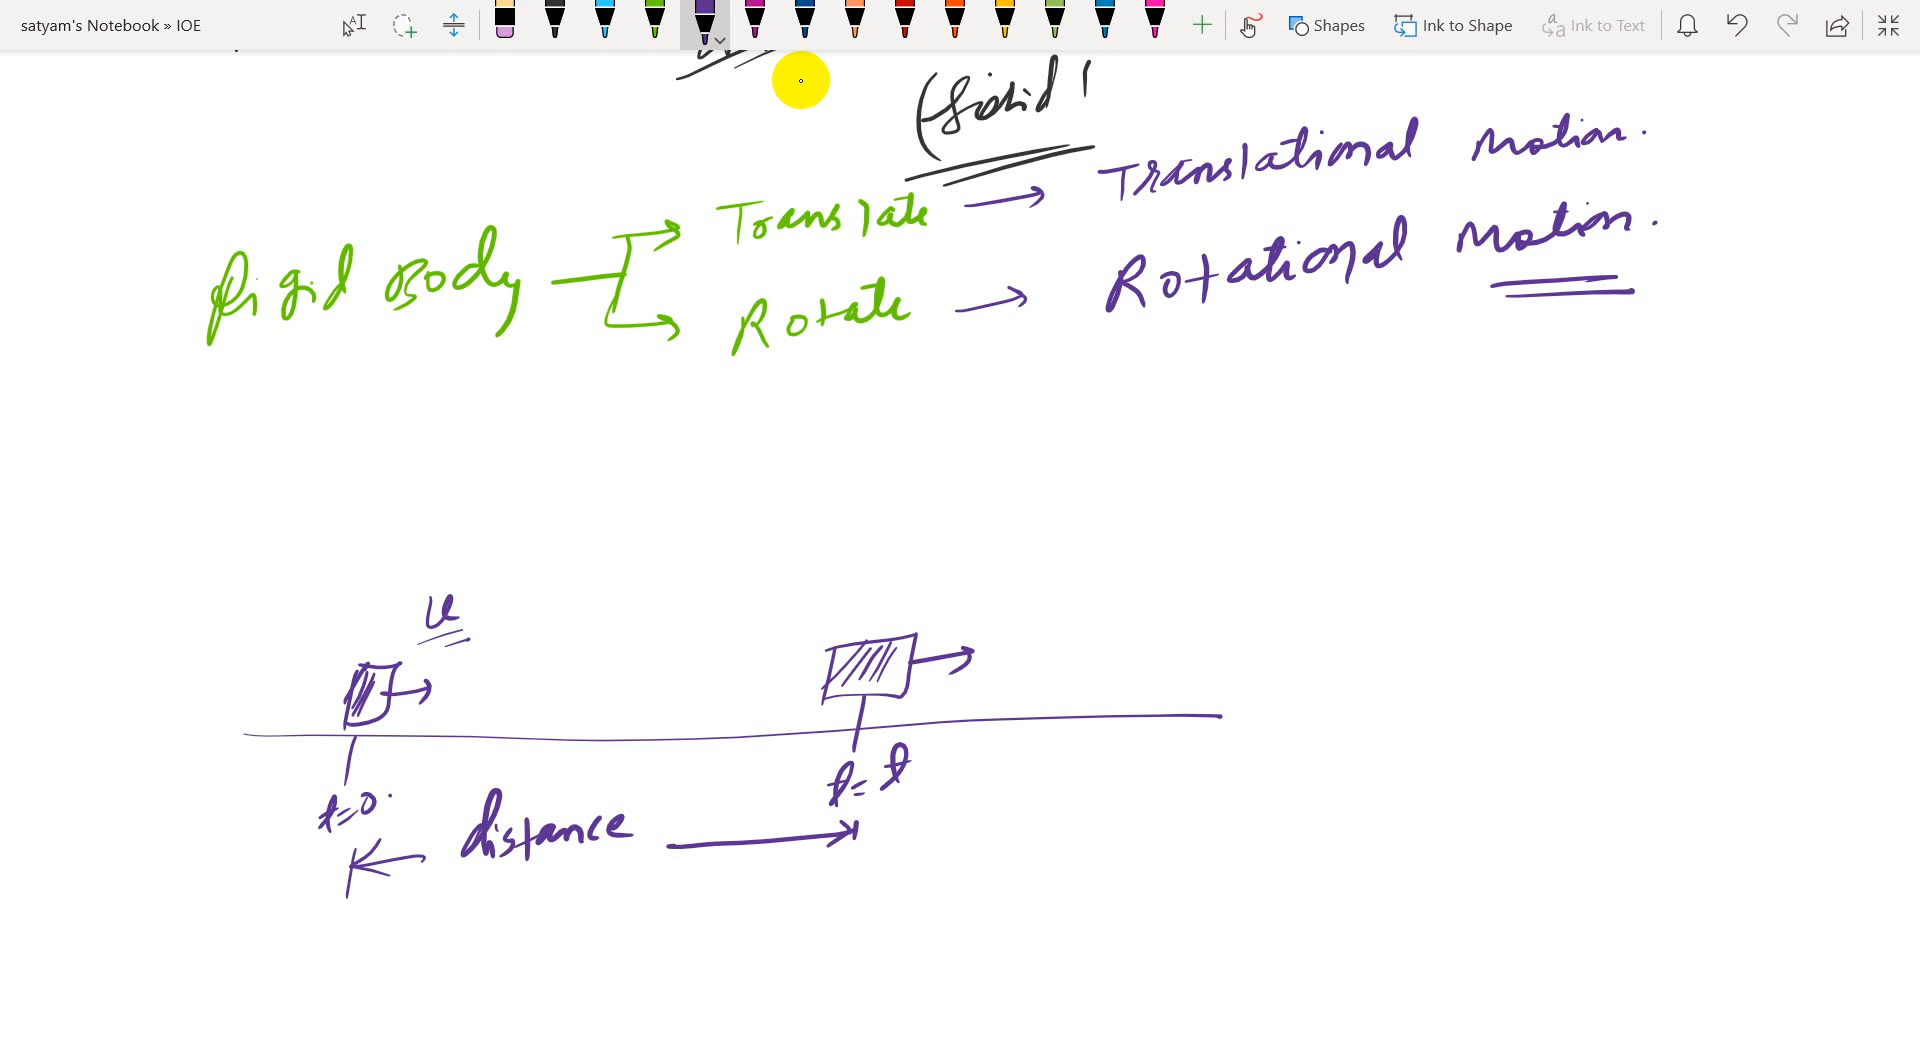 satyam's Notebook » IOE
Shapes
Ink to Shape
Ink to Text
Translate → Translational Motion.
Rigid Body
Rotate → Rotational Motion.
u
t=0
t= t
distance